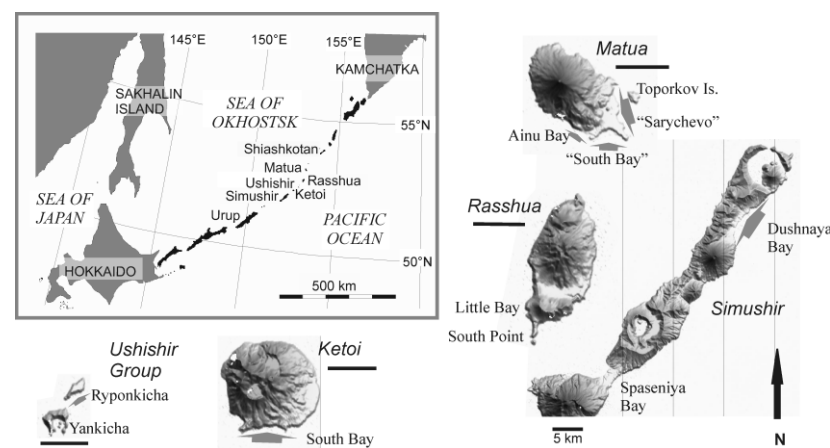 145°E
150°E
155°E
KAMCHATKA
SAKHALIN
ISLAND
SEA OF
OKHOSTSK
55°N
Shiashkotan
Matua
Ushishir
Rasshua
Simushir
Ketoi
SEA OF
JAPAN
Urup
PACIFIC
OCEAN
HOKKAIDO
50°N
500 km
Matua
Toporkov Is.
"Sarychevo"
Ainu Bay
"South Bay"
Rasshua
Dushnaya
Bay
Little Bay
South Point
Simushir
Spaseniya
Bay
5 km
N
Ushishir
Group
Ryponkicha
Yankicha
Ketoi
South Bay